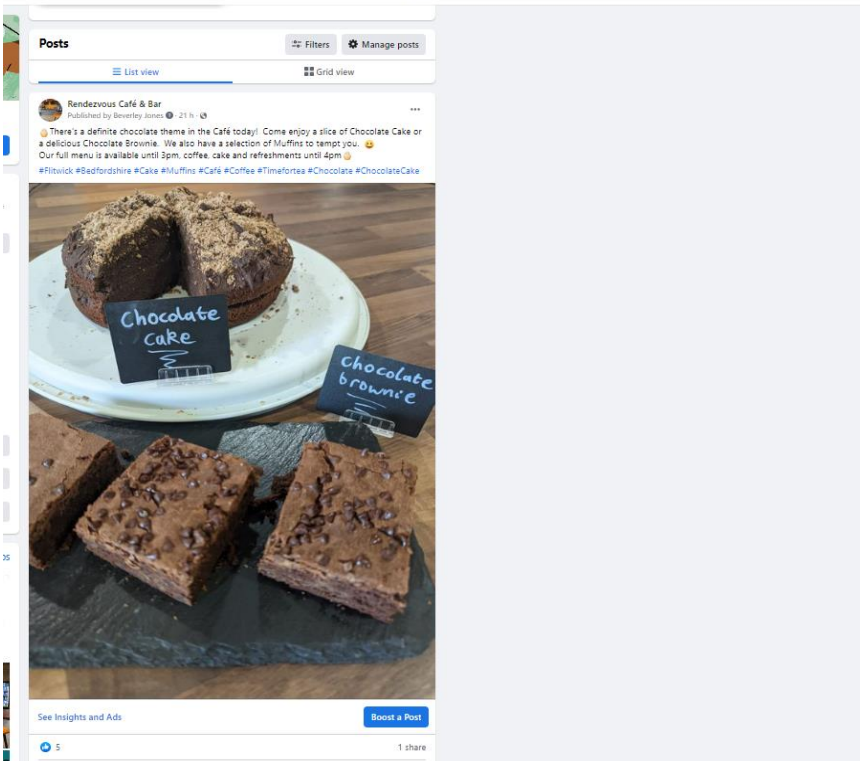 Posts
Filters
Manage posts
List view
Grid view
Rendezvous Café & Bar
Published by Beverley Jones · 21 h ·
There's a definite chocolate theme in the Café today! Come enjoy a slice of Chocolate Cake or
a delicious Chocolate Brownie. We also have a selection of Muffins to tempt you. 😀
Our full menu is available until 3pm, coffee, cake and refreshments until 4pm
#Flitwick #Bedfordshire #Cake #Muffins #Café #Coffee #Timefortea #Chocolate #ChocolateCake
Chocolate
Cake
Chocolate
brownie
os
See Insights and Ads
Boost a Post
5
1 share